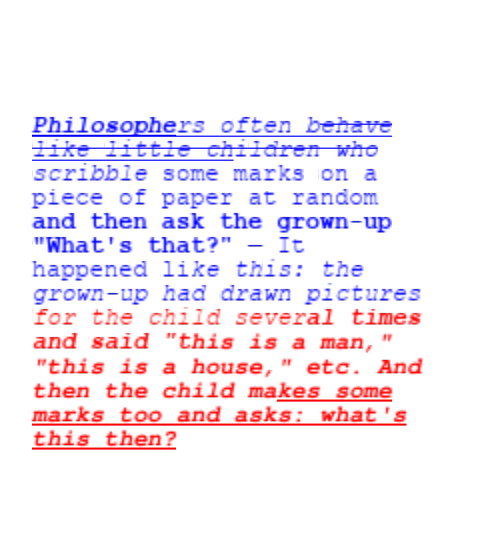 Philosophers often behave
like little children who
scribble some marks on a
piece of paper at random
and then ask the grown-up
"What's that?" — It
happened like this: the
grown-up had drawn pictures
for the child several times
and said "this is a man,"
"this is a house," etc. And
then the child makes some
marks too and asks: what's
this then?